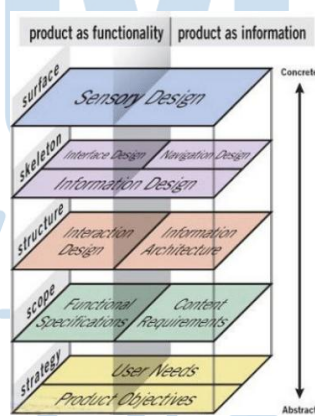 product as functionality | product as information
Concrete
surface
Sensory Design
skeleton
Interface Design
Navigation Design
Information Design
structure
Interaction
Design
Information
Architecture
scope
Functional
Specifications
Content
Requirements
strategy
User Needs
Product Objectives
Abstract